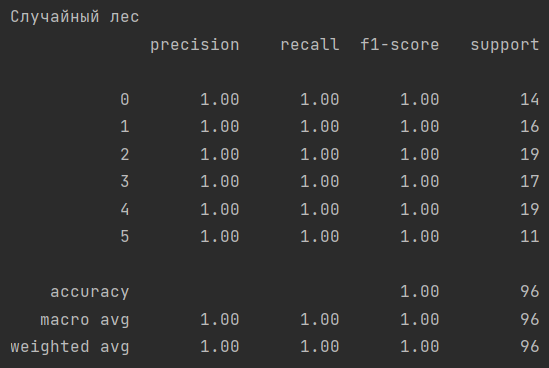 Случайный лес
precision recall f1-score support
0 1.00 1.00 1.00 14
1 1.00 1.00 1.00 16
2 1.00 1.00 1.00 19
3 1.00 1.00 1.00 17
4 1.00 1.00 1.00 19
5 1.00 1.00 1.00 11
accuracy 1.00 96
macro avg 1.00 1.00 1.00 96
weighted avg 1.00 1.00 1.00 96